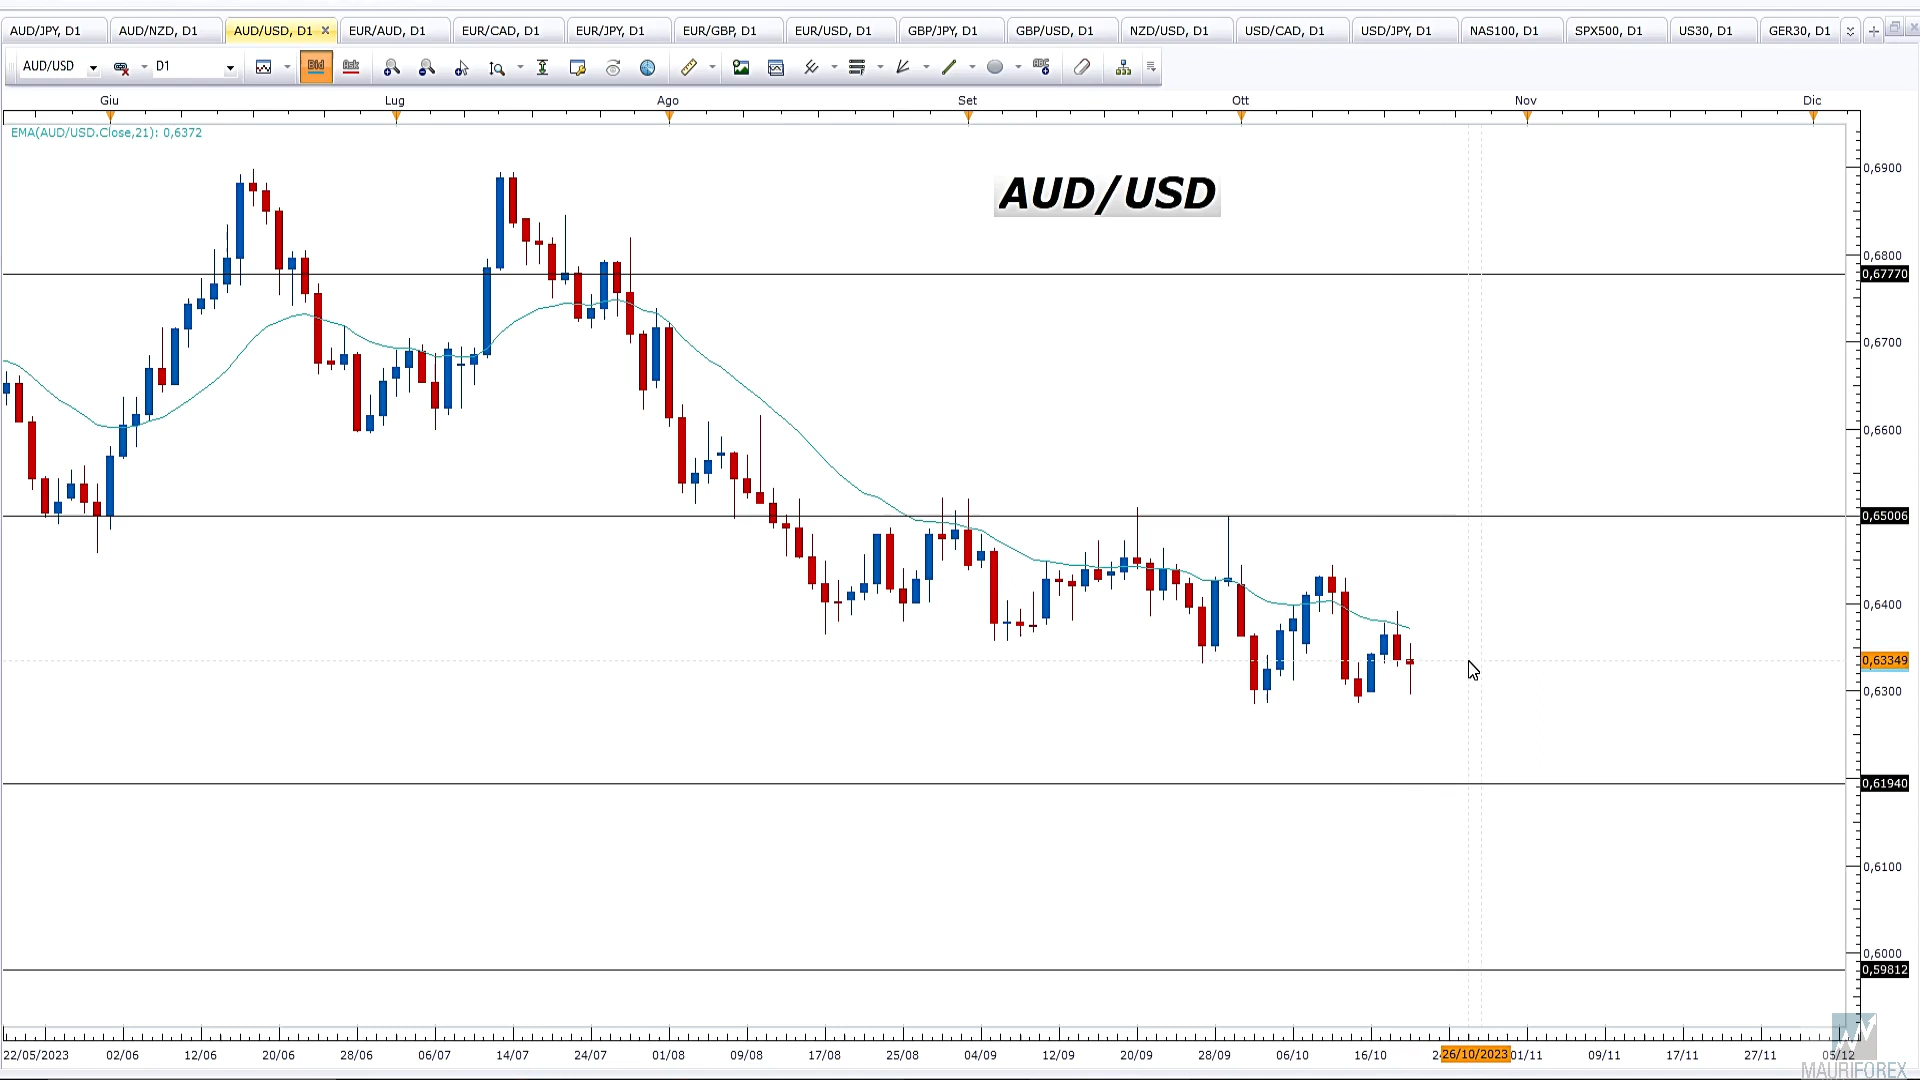 AUD/JPY, D1 AUD/NZD, D1 AUD/USD, D1 EUR/AUD, D1 EUR/CAD, D1 EUR/JPY, D1 EUR/GBP, D1 EUR/USD, D1 GBP/JPY, D1 GBP/USD, D1 NZD/USD, D1 USD/CAD, D1 USD/JPY, D1 NAS100, D1 SPX500, D1 US30, D1 GER30, D1
AUD/USD D1 Bid Ask ABC
Giu Lug Ago Set Ott Nov Dic
EMA(AUD/USD.Close,21): 0,6372
AUD/USD
0,6900
0,6800
0,67770
0,6700
0,6600
0,65006
0,6400
0,63349
0,6300
0,61940
0,6100
0,6000
0,59812
22/05/2023 02/06 12/06 20/06 28/06 06/07 14/07 24/07 01/08 09/08 17/08 25/08 04/09 12/09 20/09 28/09 06/10 16/10 26/10/2023 01/11 09/11 17/11 27/11 05/12
MAURIFOREX